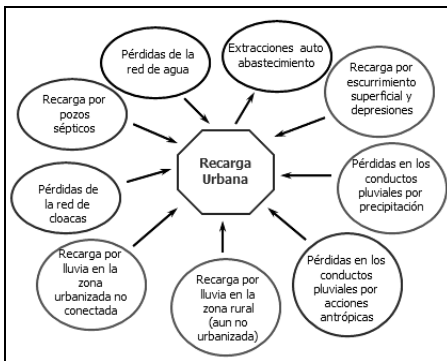 Pérdidas de la
red de agua
Extracciones auto
abastecimiento
Recarga por
escurrimiento
superficial y
depresiones
Recarga por
pozos
sépticos
Recarga
Urbana
Pérdidas en los
conductos
pluviales por
precipitación
Pérdidas de
la red de
cloacas
Recarga por
lluvia en la
zona
urbanizada no
conectada
Recarga por
lluvia en la
zona rural
(aun no
urbanizada)
Pérdidas en los
conductos
pluviales por
acciones
antrópicas